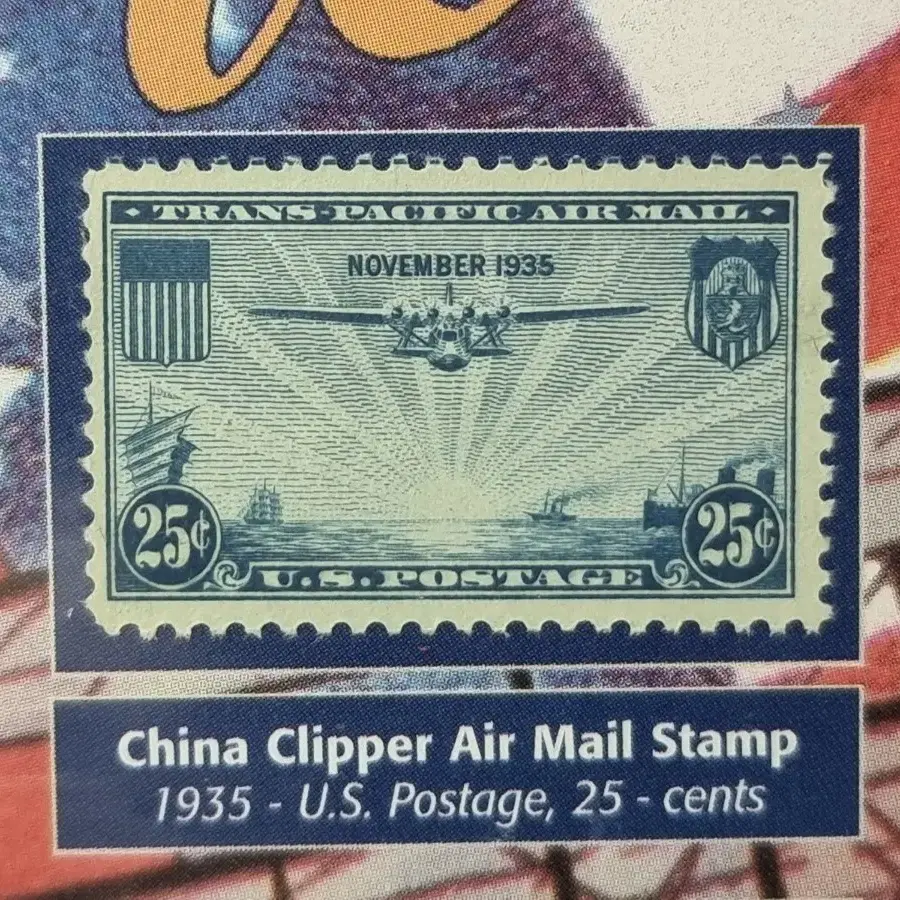 TRANS-PACIFIC AIR MAIL
NOVEMBER 1935
25¢ 25¢
U.S. POSTAGE
China Clipper Air Mail Stamp
1935 - U.S. Postage, 25 - cents